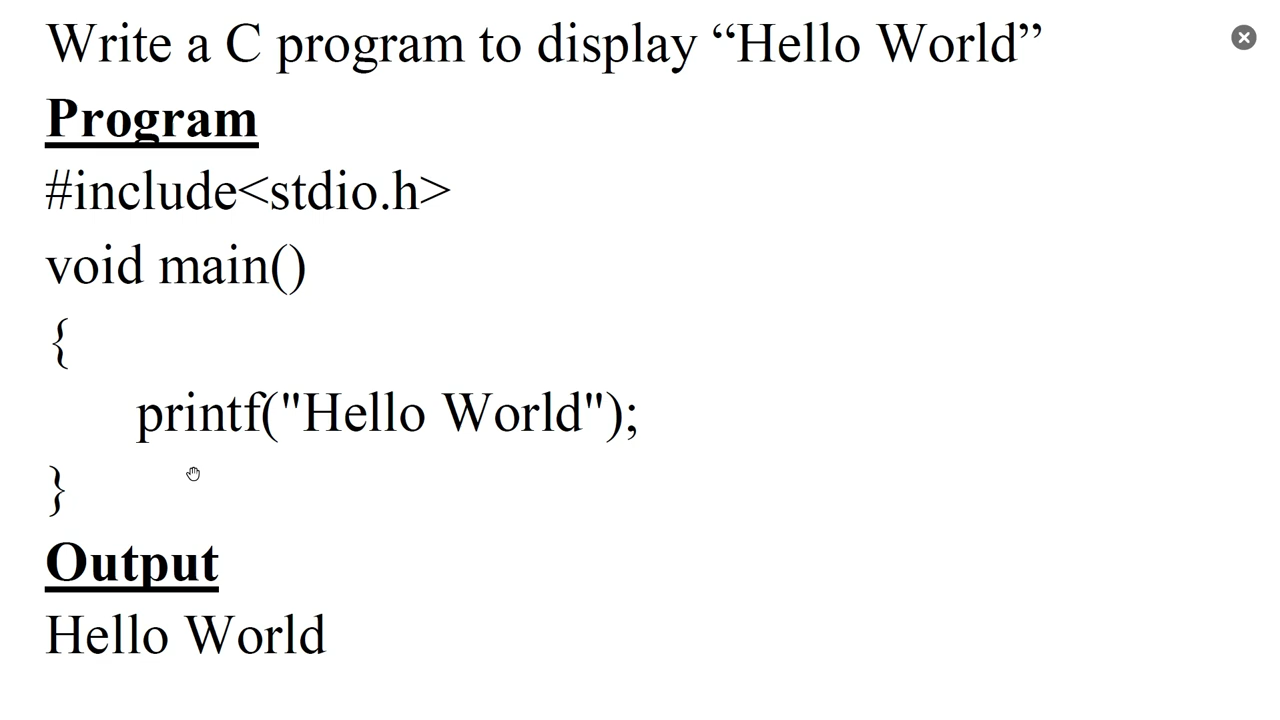 Write a C program to display “Hello World”
Program
#include<stdio.h>
void main()
{
printf("Hello World");
}
Output
Hello World